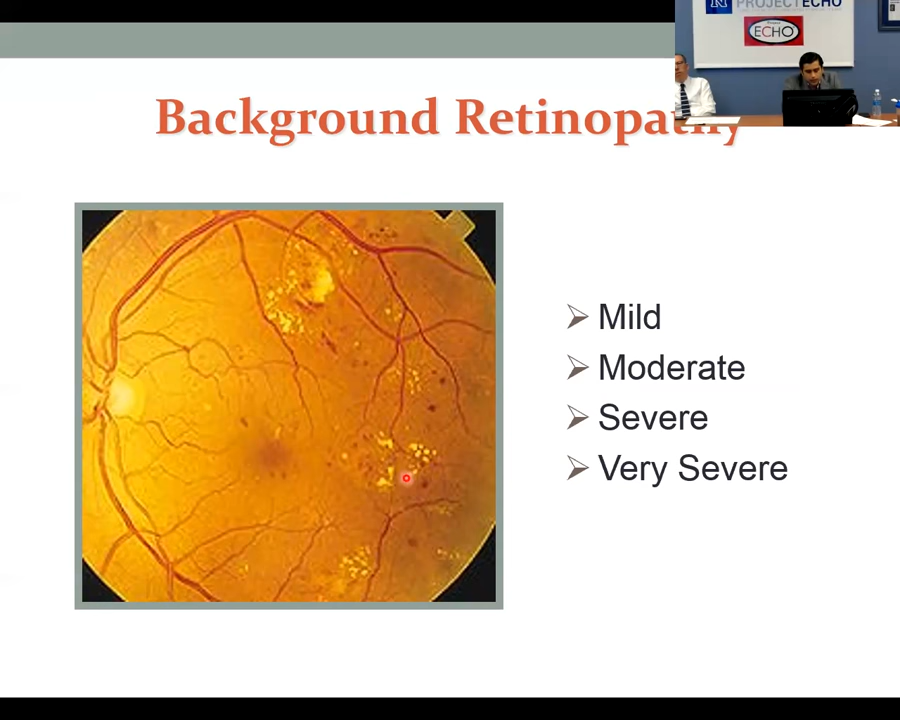 PROJECT ECHO
ECHO
Background Retinopathy
Mild
Moderate
Severe
Very Severe